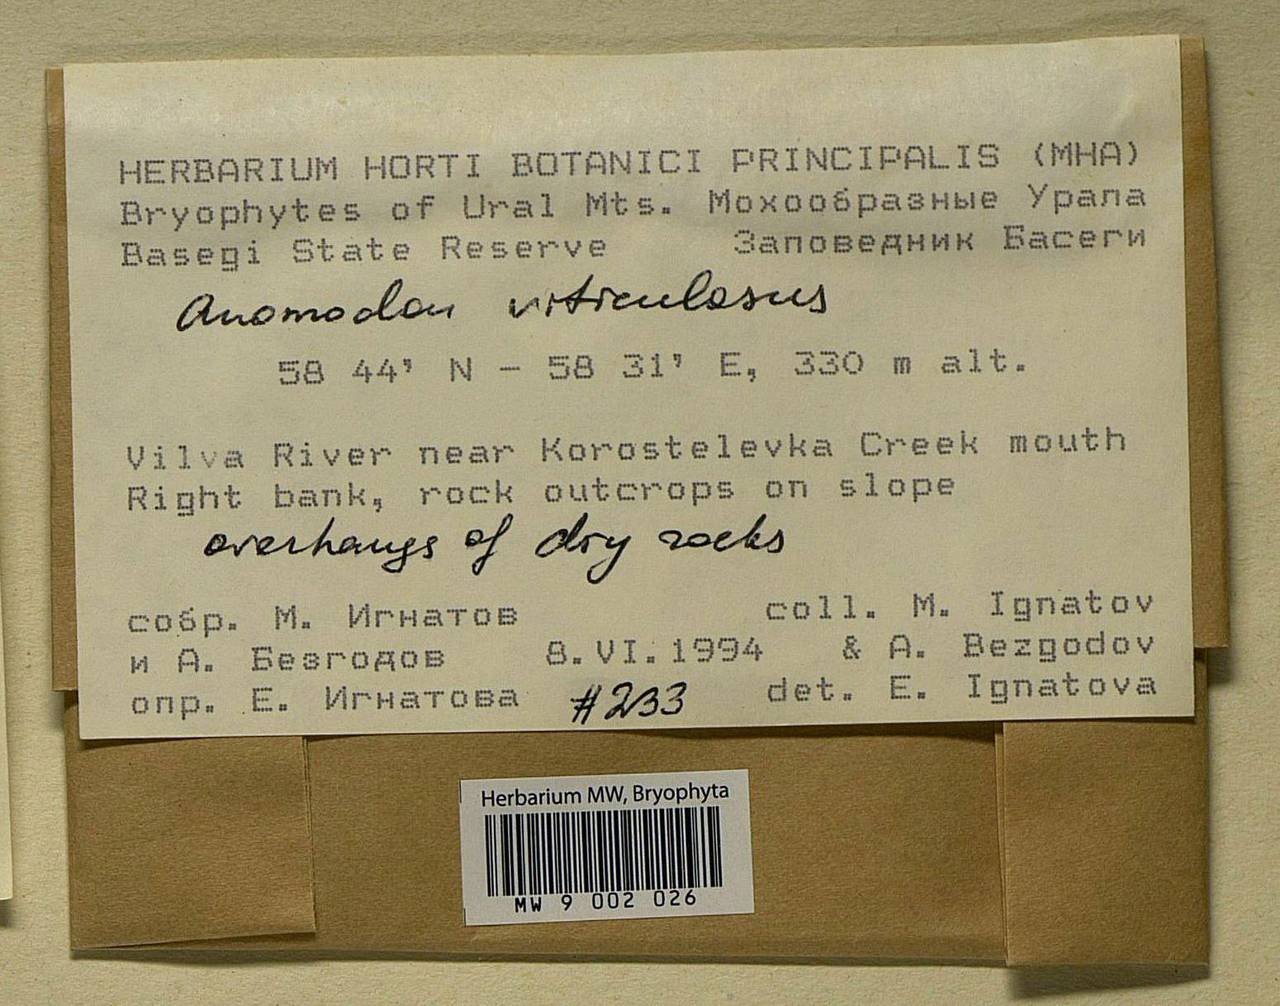 HERBARIUM HORTI BOTANICI PRINCIPALIS (MHA)
Bryophytes of Ural Mts. Мохообразные Урала
Basegi State Reserve Заповедник Басеги
Anomodon viticulosus
58 44' N - 58 31' E, 330 m alt.
Vilva River near Korostelevka Creek mouth
Right bank, rock outcrops on slope
overhangs of dry rocks
собр. М. Игнатов coll. M. Ignatov
и А. Безгодов 8.VI.1994 & A. Bezgodov
опр. Е. Игнатова #233 det. E. Ignatova
Herbarium MW, Bryophyta
MW 9 002 026